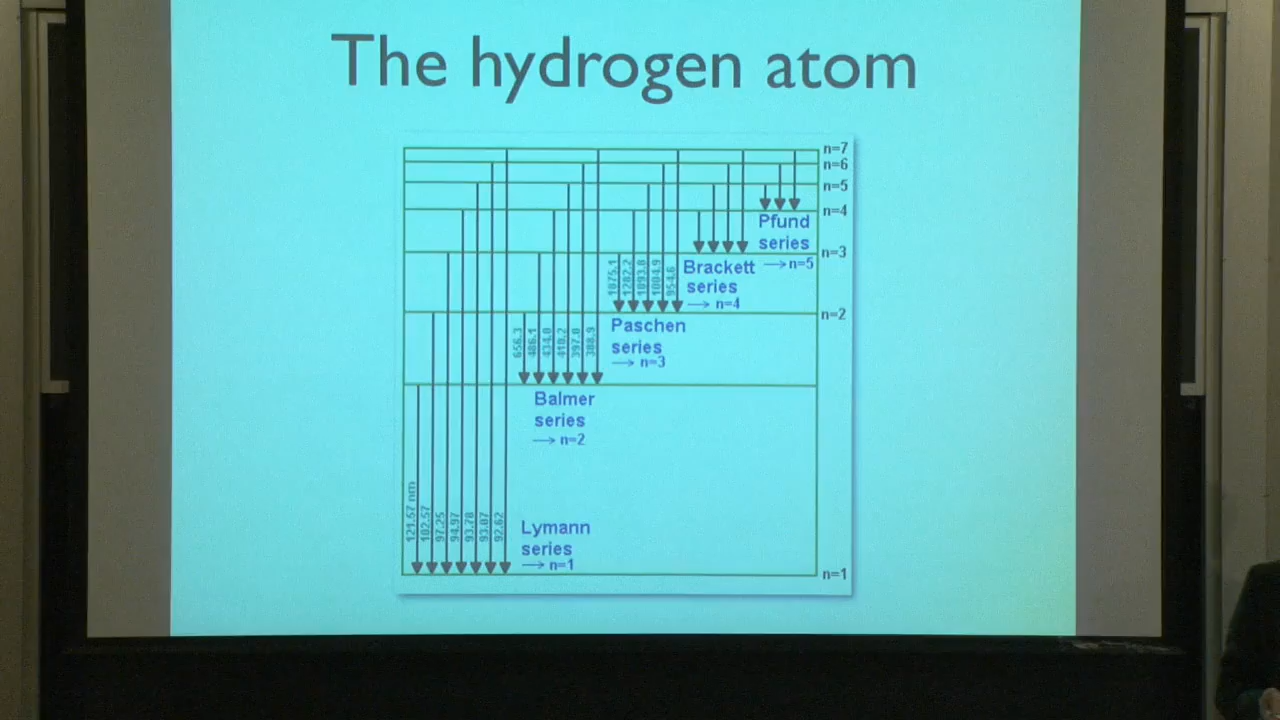 The hydrogen atom
n=7
n=6
n=5
n=4
Pfund
series
→n=5
n=3
Brackett
series
→ n=4
1875.1
1282.2
1093.8
1004.9
954.6
n=2
Paschen
series
→ n=3
656.3
486.1
434.0
410.2
397.0
388.9
Balmer
series
→ n=2
121.57 nm
102.57
97.25
94.97
93.78
93.07
92.62
Lymann
series
→ n=1
n=1